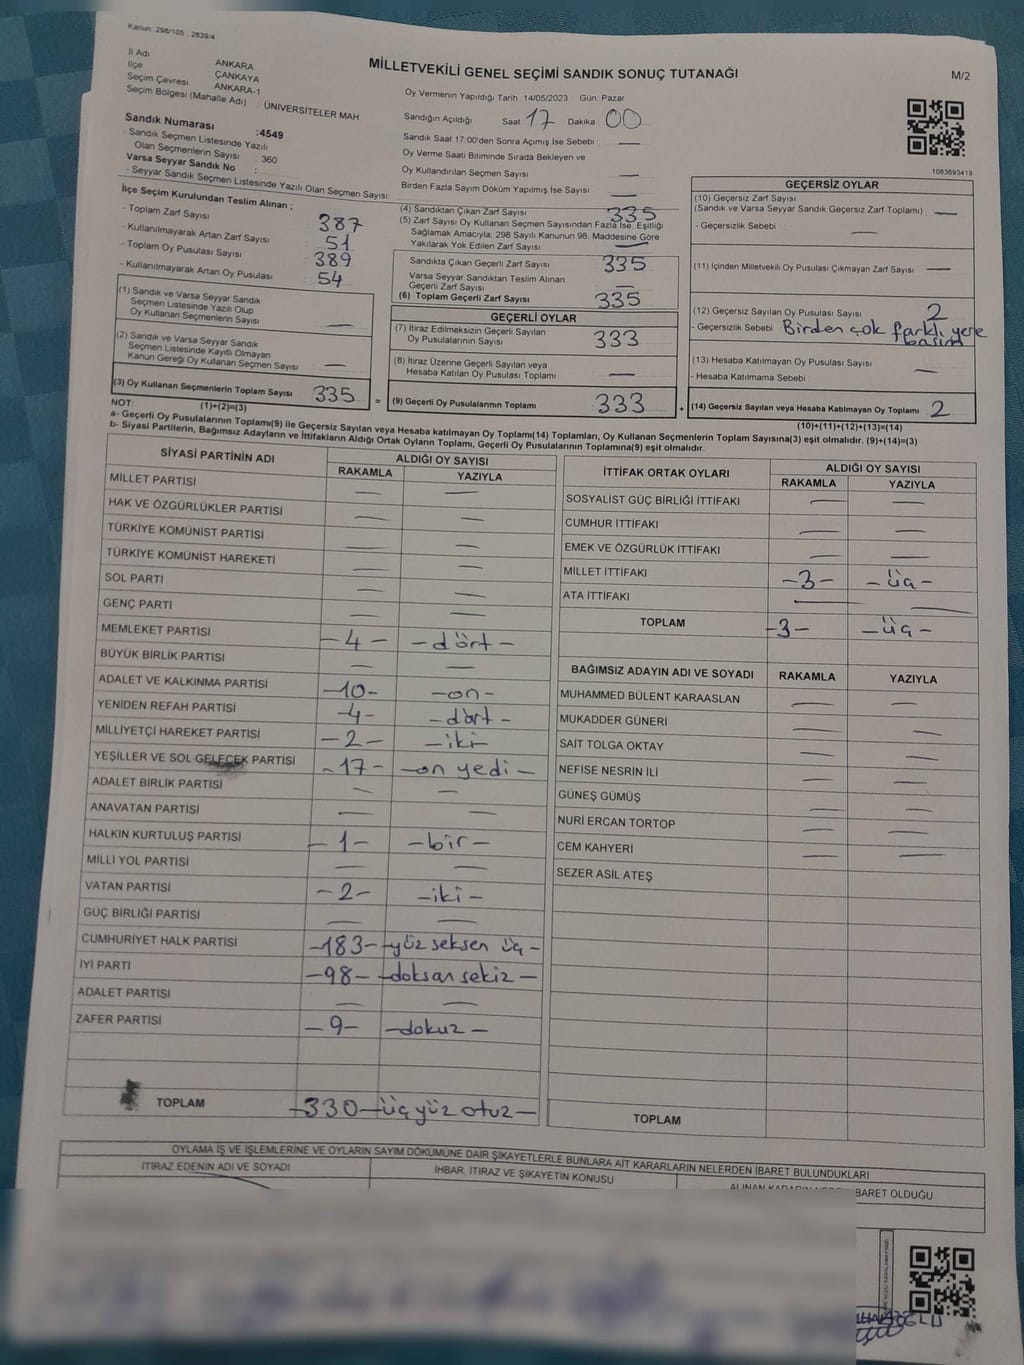 Kanun: 298/105 , 2839/4
MİLLETVEKİLİ GENEL SEÇİMİ SANDIK SONUÇ TUTANAĞI
M/2
İl Adı ANKARA
İlçe ÇANKAYA
Seçim Çevresi ANKARA-1
Seçim Bölgesi (Mahalle Adı) : ÜNİVERSİTELER MAH
Sandık Numarası :4549
- Sandık Seçmen Listesinde Yazılı
Olan Seçmenlerin Sayısı : 360
Varsa Seyyar Sandık No :
- Seyyar Sandık Seçmen Listesinde Yazılı Olan Seçmen Sayısı:
İlçe Seçim Kurulundan Teslim Alınan ;
- Toplam Zarf Sayısı 387
- Kullanılmayarak Artan Zarf Sayısı 51
- Toplam Oy Pusulası Sayısı 389
- Kullanılmayarak Artan Oy Pusulası 54
(1) Sandık ve Varsa Seyyar Sandık
Seçmen Listesinde Yazılı Olup
Oy Kullanan Seçmenlerin Sayısı —
(2) Sandık ve Varsa Seyyar Sandık
Seçmen Listesinde Kayıtlı Olmayan
Kanun Gereği Oy Kullanan Seçmen Sayısı —
(3) Oy Kullanan Seçmenlerin Toplam Sayısı 335 =
(1)+(2)=(3)
Oy Vermenin Yapıldığı Tarih :14/05/2023 Gün: Pazar
Sandığın Açıldığı Saat 17 Dakika 00
Sandık Saat 17:00'den Sonra Açımış İse Sebebi : —
Oy Verme Saati Bitiminde Sırada Bekleyen ve
Oy Kullandırılan Seçmen Sayısı —
Birden Fazla Sayım Döküm Yapılmış İse Sayısı : —
(4) Sandıktan Çıkan Zarf Sayısı 335
(5) Zarf Sayısı Oy Kullanan Seçmen Sayısından Fazla İse, Eşitliği
Sağlamak Amacıyla, 298 Sayılı Kanunun 98. Maddesine Göre
Yakılarak Yok Edilen Zarf Sayısı —
Sandıkta Çıkan Geçerli Zarf Sayısı 335
Varsa Seyyar Sandıktan Teslim Alınan
Geçerli Zarf Sayısı —
(6) Toplam Geçerli Zarf Sayısı 335
GEÇERLİ OYLAR
(7) İtiraz Edilmeksizin Geçerli Sayılan
Oy Pusulalarının Sayısı 333
(8) İtiraz Üzerine Geçerli Sayılan veya
Hesaba Katılan Oy Pusulası Toplamı —
(9) Geçerli Oy Pusulalarının Toplamı 333 +
1083693419
GEÇERSİZ OYLAR
(10) Geçersiz Zarf Sayısı
(Sandık ve Varsa Seyyar Sandık Geçersiz Zarf Toplamı) —
- Geçersizlik Sebebi —
(11) İçinden Milletvekili Oy Pusulası Çıkmayan Zarf Sayısı —
(12) Geçersiz Sayılan Oy Pusulası Sayısı 2
- Geçersizlik Sebebi Birden çok farklı yere
basım
(13) Hesaba Katılmayan Oy Pusulası Sayısı —
- Hesaba Katılmama Sebebi :
(14) Geçersiz Sayılan veya Hesaba Katılmayan Oy Toplamı 2
(10)+(11)+(12)+(13)=(14)
NOT:
a- Geçerli Oy Pusulalarının Toplamı(9) ile Geçersiz Sayılan veya Hesaba katılmayan Oy Toplamı(14) Toplamları, Oy Kullanan Seçmenlerin Toplam Sayısına(3) eşit olmalıdır. (9)+(14)=(3)
b- Siyasi Partilerin, Bağımsız Adayların ve İttifakların Aldığı Ortak Oyların Toplamı, Geçerli Oy Pusulalarının Toplamına(9) eşit olmalıdır.
SİYASİ PARTİNİN ADI ALDIĞI OY SAYISI
RAKAMLA YAZIYLA
MİLLET PARTİSİ — —
HAK VE ÖZGÜRLÜKLER PARTİSİ — —
TÜRKİYE KOMÜNİST PARTİSİ — —
TÜRKİYE KOMÜNİST HAREKETİ — —
SOL PARTİ — —
GENÇ PARTİ — —
MEMLEKET PARTİSİ -4- -dört-
BÜYÜK BİRLİK PARTİSİ — —
ADALET VE KALKINMA PARTİSİ -10- -on-
YENİDEN REFAH PARTİSİ -4- -dört-
MİLLİYETÇİ HAREKET PARTİSİ -2- -iki-
YEŞİLLER VE SOL GELECEK PARTİSİ -17- -on yedi-
ADALET BİRLİK PARTİSİ — —
ANAVATAN PARTİSİ — —
HALKIN KURTULUŞ PARTİSİ -1- -bir-
MİLLİ YOL PARTİSİ — —
VATAN PARTİSİ -2- -iki-
GÜÇ BİRLİĞİ PARTİSİ — —
CUMHURİYET HALK PARTİSİ -183- -yüz seksen üç-
İYİ PARTİ -98- -doksan sekiz-
ADALET PARTİSİ — —
ZAFER PARTİSİ -9- -dokuz-
TOPLAM -330- üç yüz otuz-
İTTİFAK ORTAK OYLARI ALDIĞI OY SAYISI
RAKAMLA YAZIYLA
SOSYALİST GÜÇ BİRLİĞİ İTTİFAKI — —
CUMHUR İTTİFAKI — —
EMEK VE ÖZGÜRLÜK İTTİFAKI — —
MİLLET İTTİFAKI -3- -üç-
ATA İTTİFAKI — —
TOPLAM -3- -üç-
BAĞIMSIZ ADAYIN ADI VE SOYADI RAKAMLA YAZIYLA
MUHAMMED BÜLENT KARAASLAN — —
MUKADDER GÜNERİ — —
SAİT TOLGA OKTAY — —
NEFİSE NESRİN İLİ — —
GÜNEŞ GÜMÜŞ — —
NURİ ERCAN TORTOP — —
CEM KAHYERİ — —
SEZER ASİL ATEŞ
TOPLAM
OYLAMA İŞ VE İŞLEMLERİNE VE OYLARIN SAYIM DÖKÜMÜNE DAİR ŞİKAYETLERLE BUNLARA AİT KARARLARIN NELERDEN İBARET BULUNDUKLARI
İTİRAZ EDENİN ADI VE SOYADI İHBAR, İTİRAZ VE ŞİKAYETİN KONUSU BARET OLDUĞU